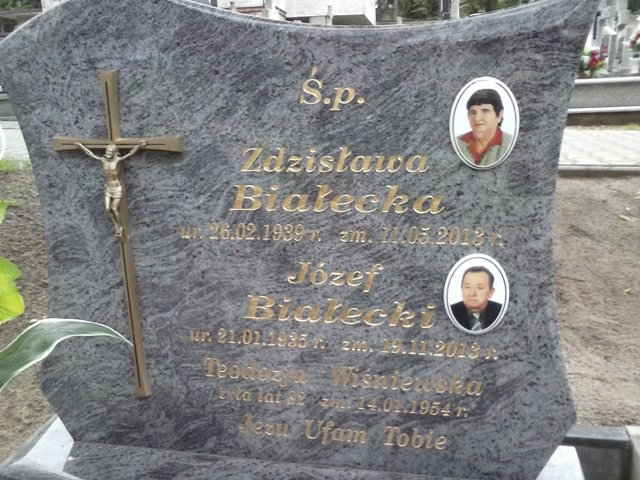 Ś.p.
Zdzisława
Białecka
ur. 26.02.1939 r. zm. 11.05.2013 r.
Józef
Białecki
ur. 21.01.1935 r. zm. 19.11.2013 r.
Teodozja Wiśniewska
żyła lat 82 zm. 14.01.1954 r.
Jezu Ufam Tobie